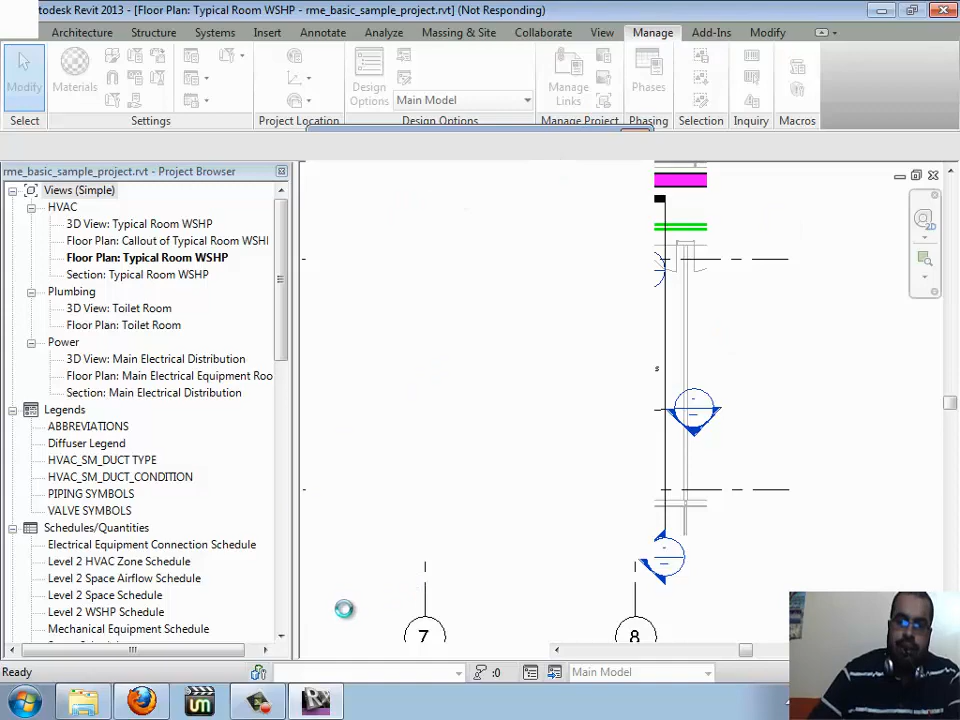 todesk Revit 2013 - [Floor Plan: Typical Room WSHP - rme_basic_sample_project.rvt] (Not Responding)
Architecture Structure Systems Insert Annotate Analyze Massing & Site Collaborate View Manage Add-Ins Modify
Modify Materials Design Options Main Model Manage Links Phases
Select Settings Project Location Design Options Manage Project Phasing Selection Inquiry Macros
rme_basic_sample_project.rvt - Project Browser
Views (Simple)
HVAC
3D View: Typical Room WSHP
Floor Plan: Callout of Typical Room WSHI
Floor Plan: Typical Room WSHP
Section: Typical Room WSHP
Plumbing
3D View: Toilet Room
Floor Plan: Toilet Room
Power
3D View: Main Electrical Distribution
Floor Plan: Main Electrical Equipment Roo
Section: Main Electrical Distribution
Legends
ABBREVIATIONS
Diffuser Legend
HVAC_SM_DUCT TYPE
HVAC_SM_DUCT_CONDITION
PIPING SYMBOLS
VALVE SYMBOLS
Schedules/Quantities
Electrical Equipment Connection Schedule
Level 2 HVAC Zone Schedule
Level 2 Space Airflow Schedule
Level 2 Space Schedule
Level 2 WSHP Schedule
Mechanical Equipment Schedule
2D
7 8
Ready :0 Main Model